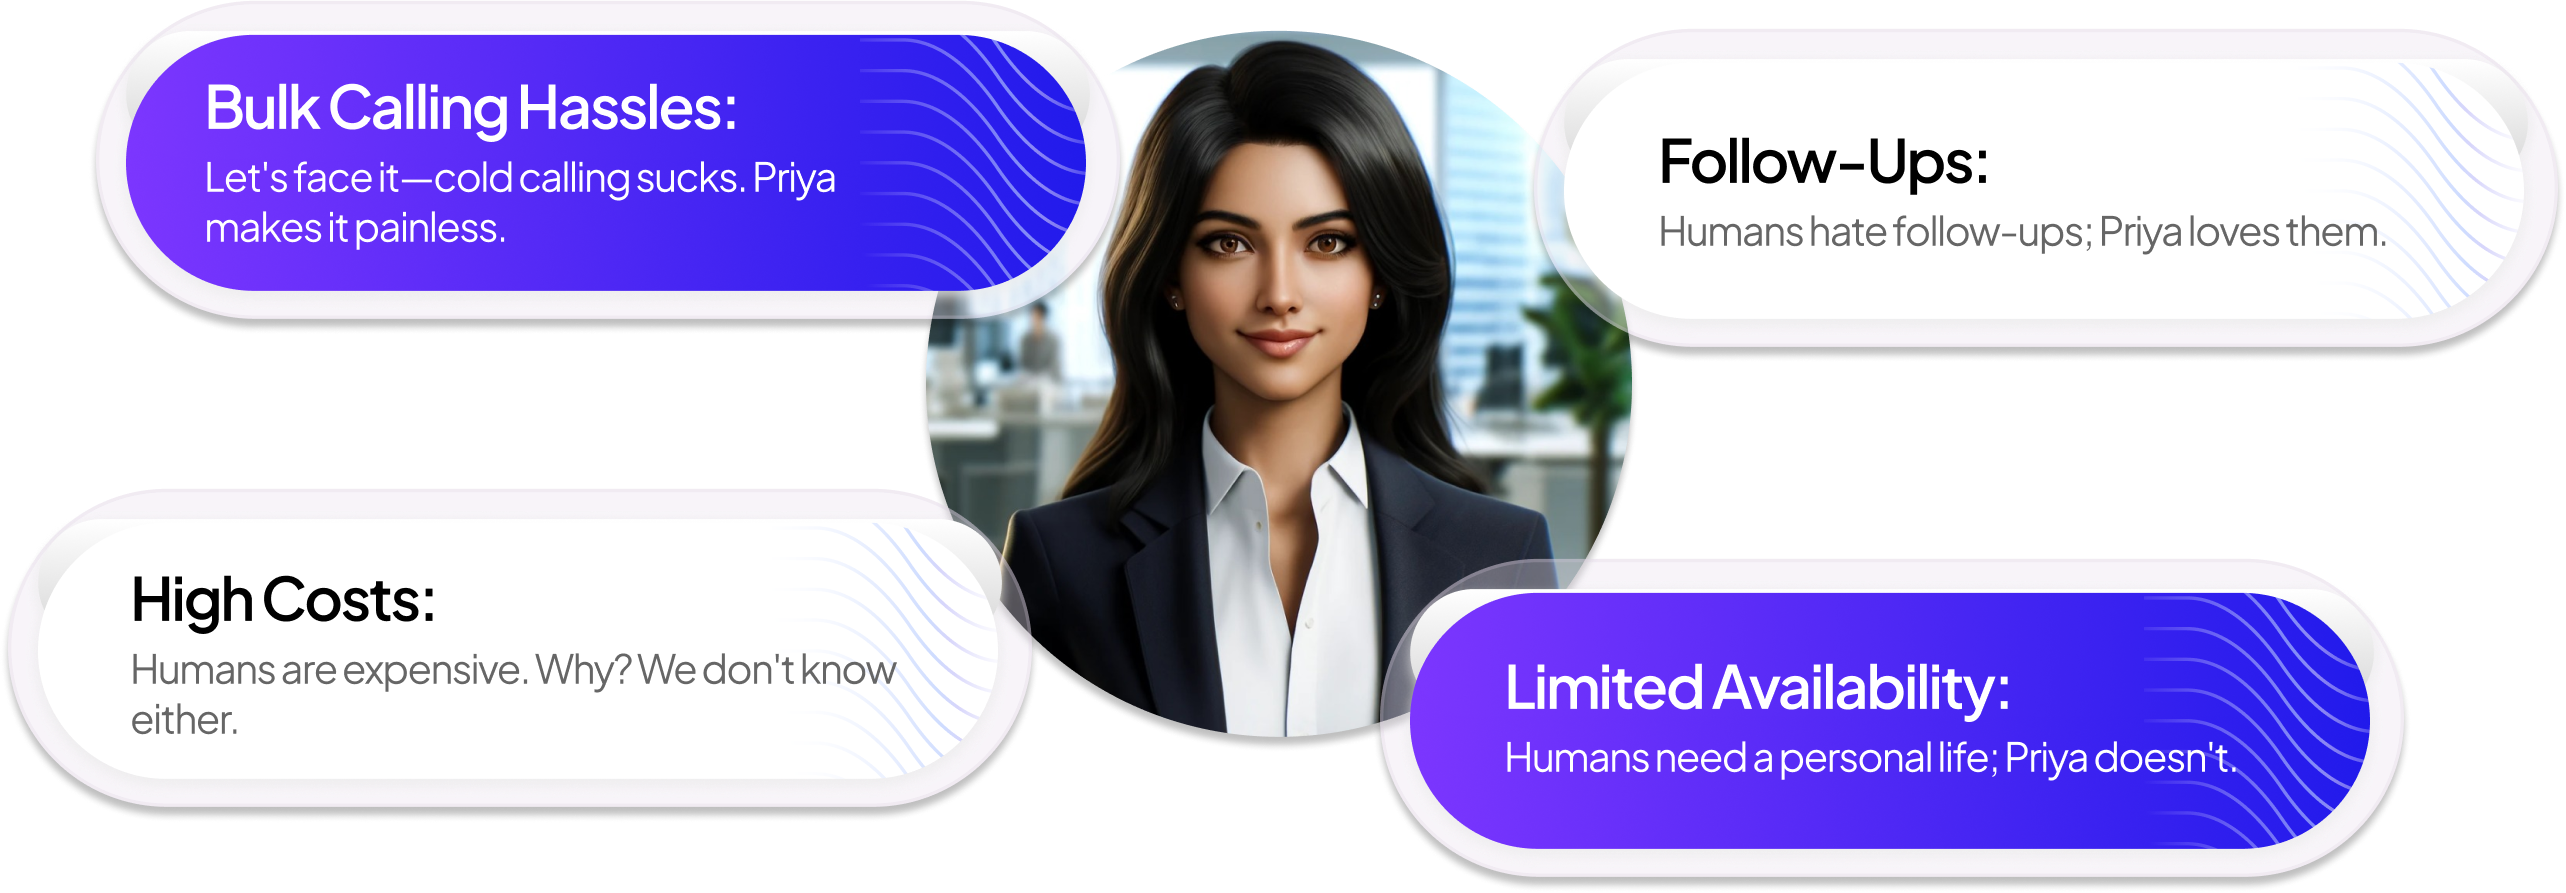 Bulk Calling Hassles:
Let's face it—cold calling sucks. Priya
makes it painless.
Follow-Ups:
Humans hate follow-ups; Priya loves them.
High Costs:
Humans are expensive. Why? We don't know
either.
Limited Availability:
Humans need a personal life; Priya doesn't.